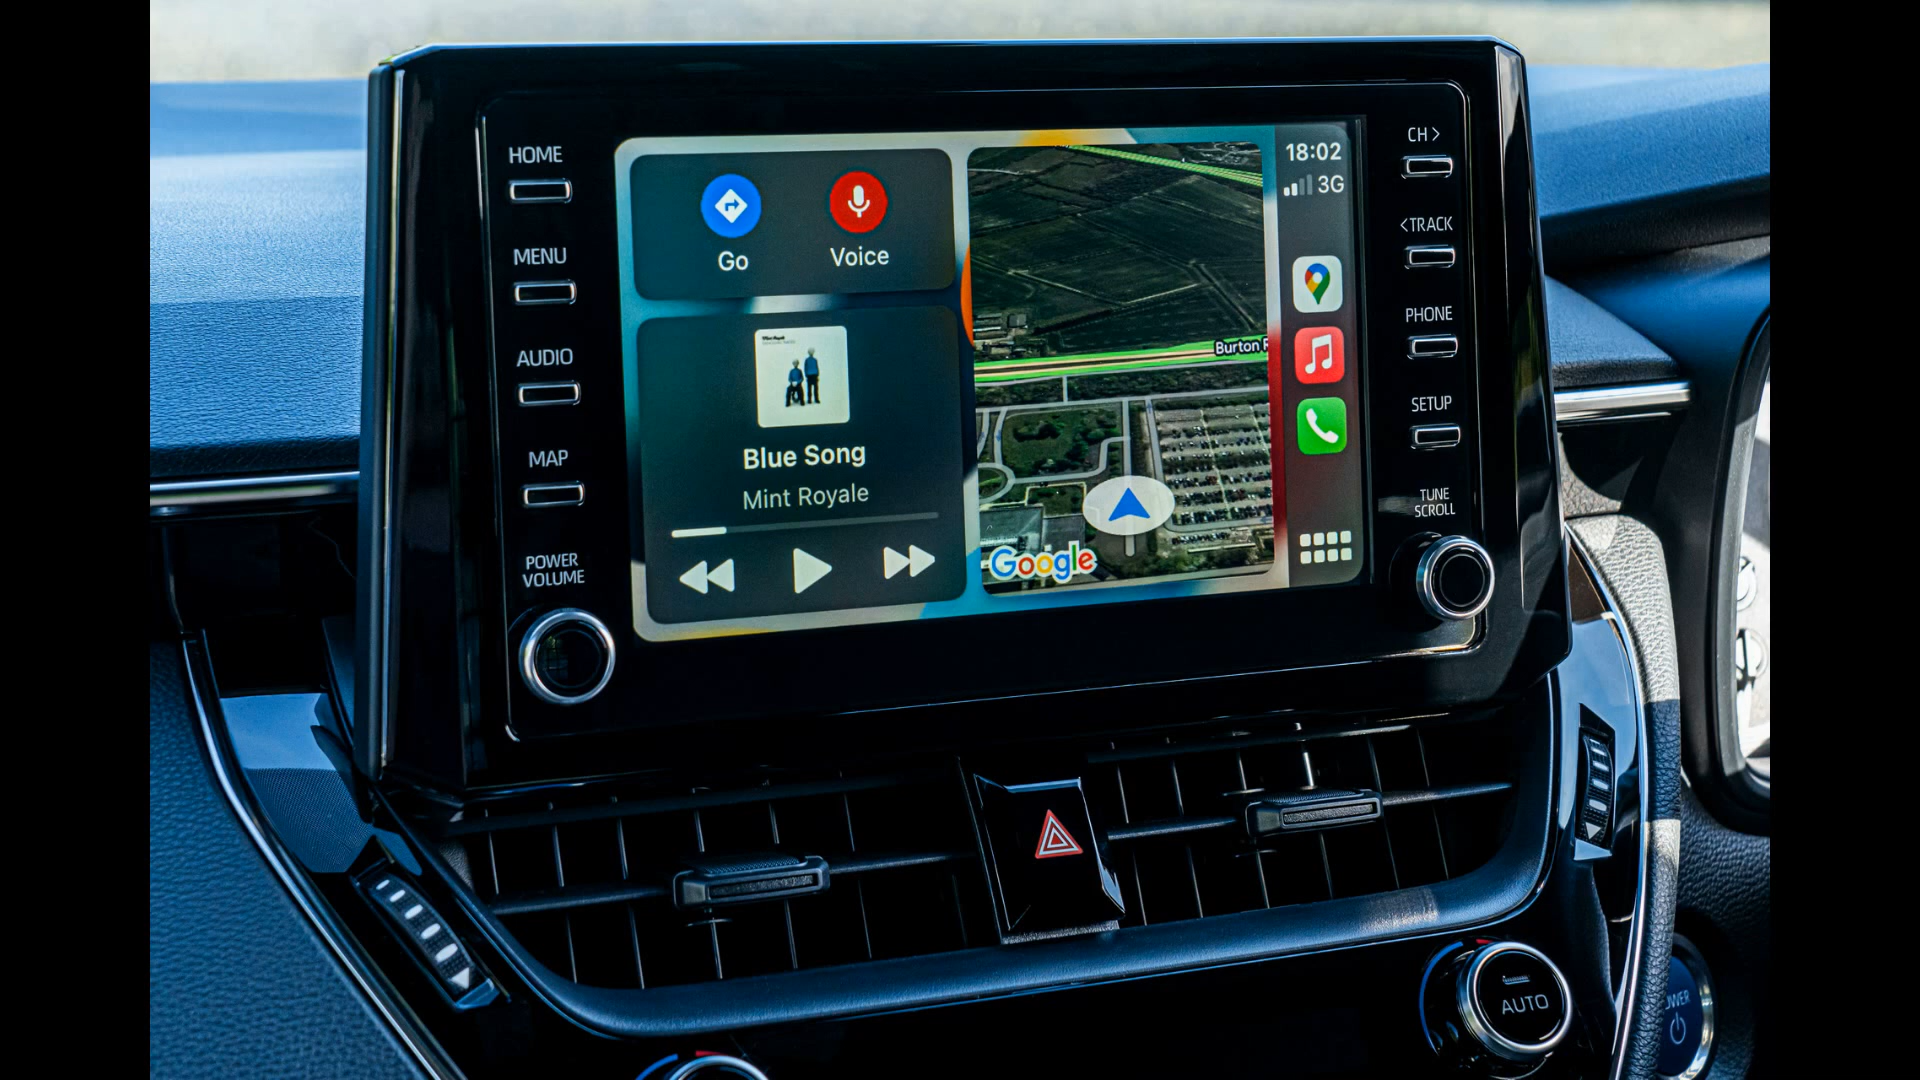 HOME
MENU
AUDIO
MAP
POWER
VOLUME
Go
Voice
Blue Song
Mint Royale
Burton R
Google
18:02
3G
CH>
<TRACK
PHONE
SETUP
TUNE
SCROLL
AUTO
OWER